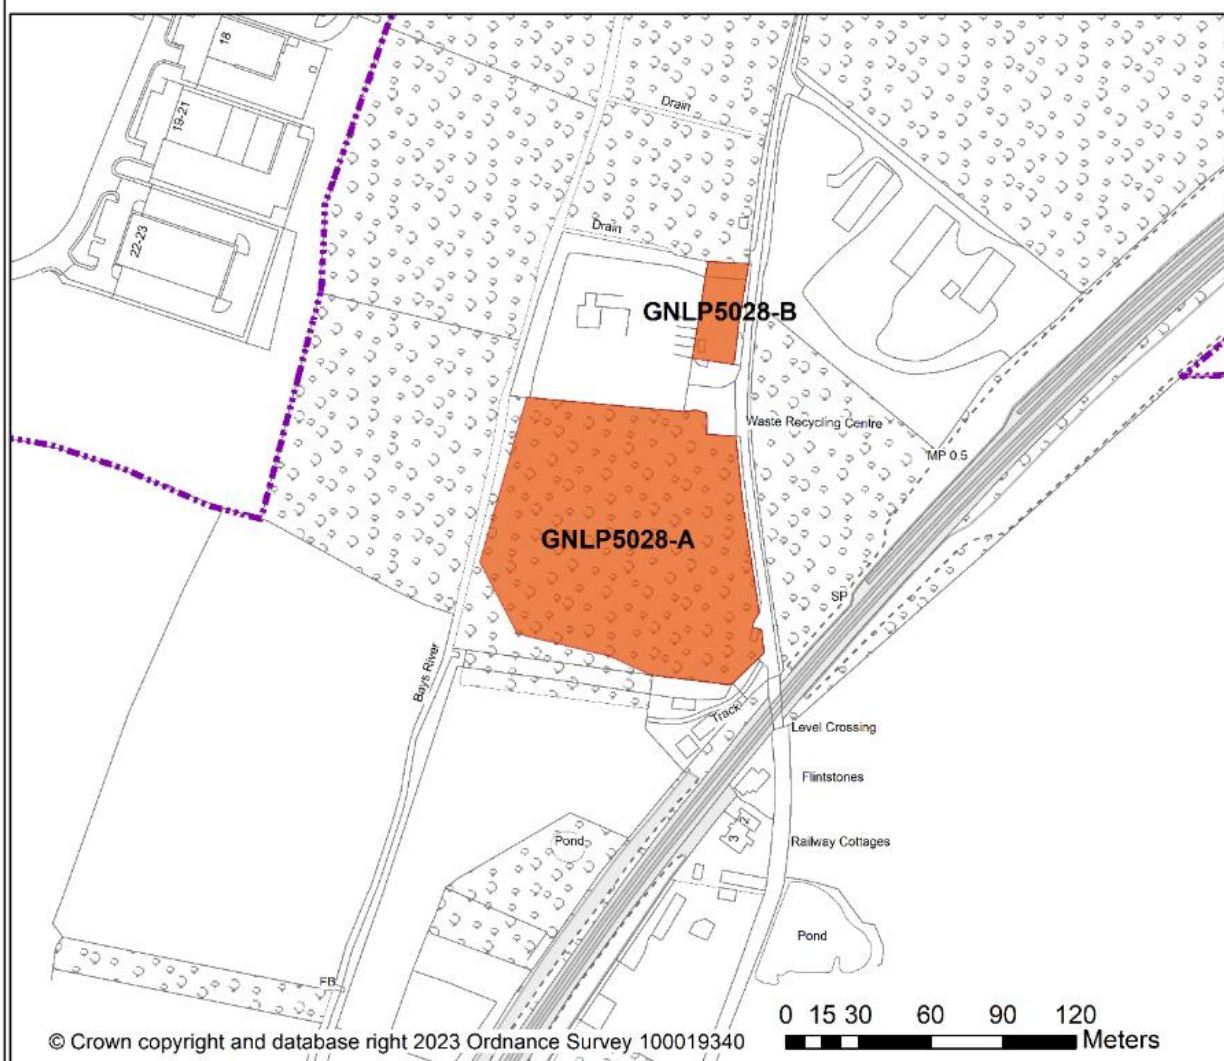 18
19-21
22-23
Drain
Drain
GNLP5028-B
Waste Recycling Centre
MP 0.5
GNLP5028-A
SP
Bays River
Track
Level Crossing
Flintstones
2
3
Railway Cottages
Pond
Pond
FB
0 15 30 60 90 120
Meters
© Crown copyright and database right 2023 Ordnance Survey 100019340